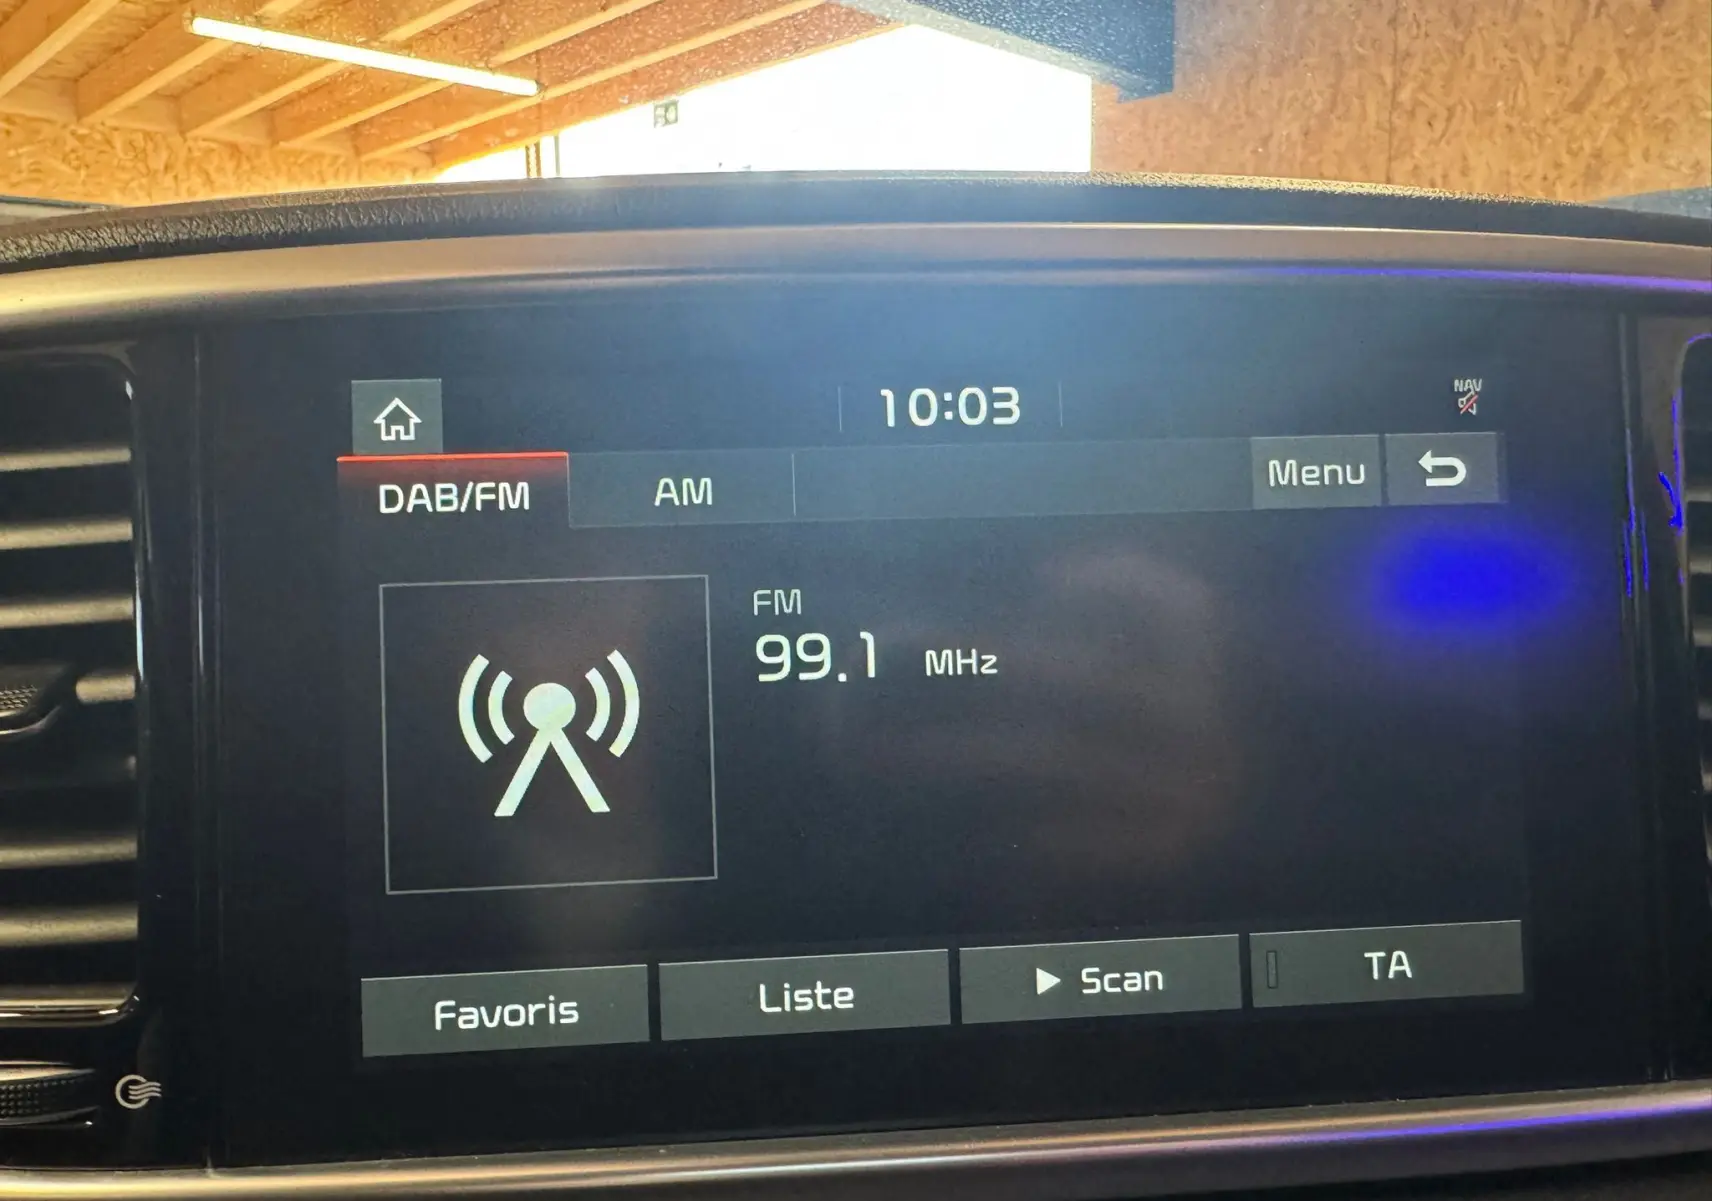 10:03
NAV
DAB/FM
AM
Menu
FM
99.1 MHz
Favoris
Liste
Scan
TA